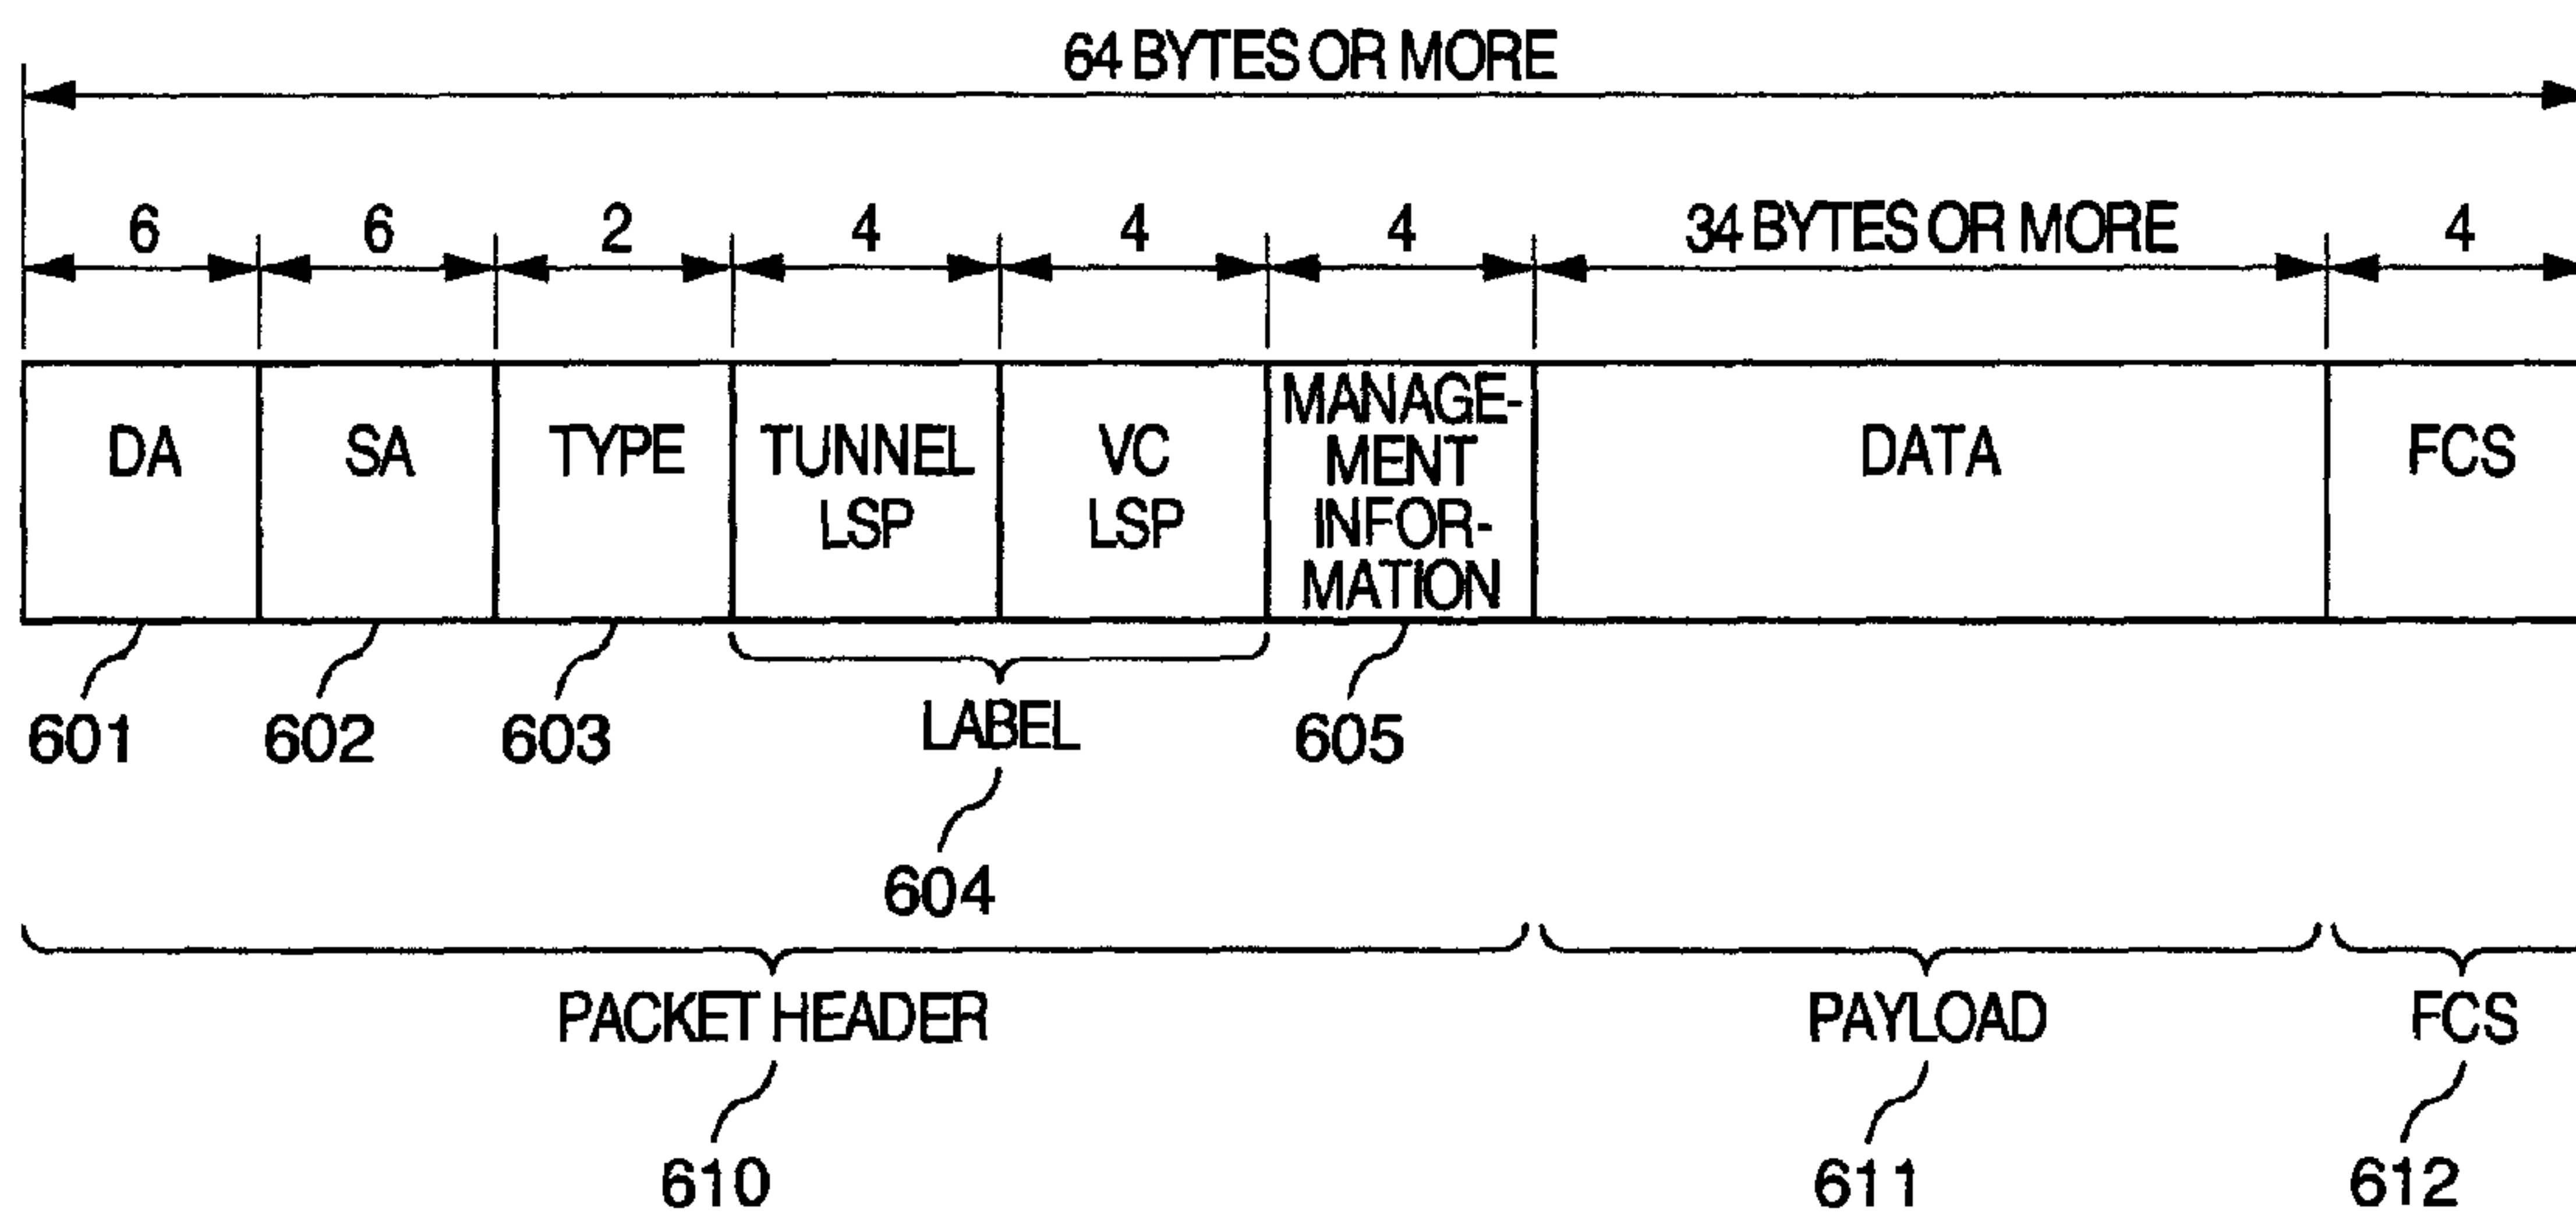 64 BYTES OR MORE
6 6 2 4 4 4 34 BYTES OR MORE 4
DA
SA
TYPE
TUNNEL
LSP
VC
LSP
MANAGE-
MENT
INFOR-
MATION
DATA
FCS
601
602
603
LABEL
604
605
PACKET HEADER
610
PAYLOAD
611
FCS
612